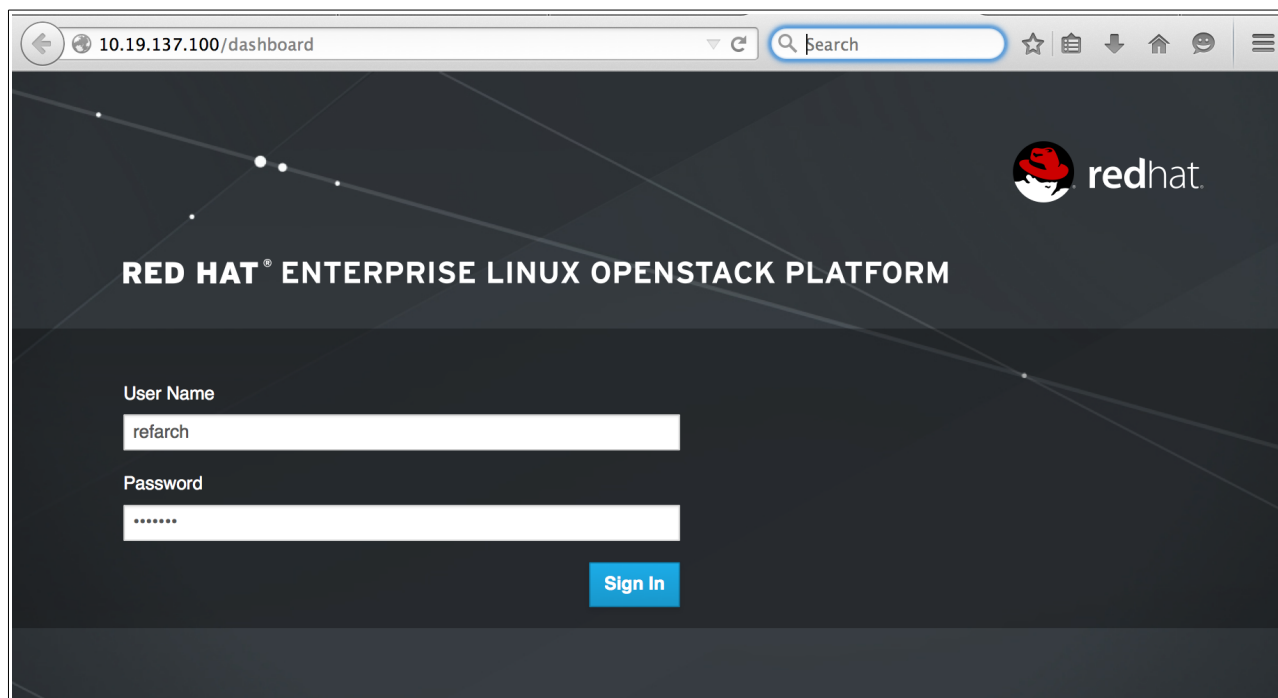 10.19.137.100/dashboard
Search
redhat.
RED HAT® ENTERPRISE LINUX OPENSTACK PLATFORM
User Name
refarch
Password
•••••••
Sign In